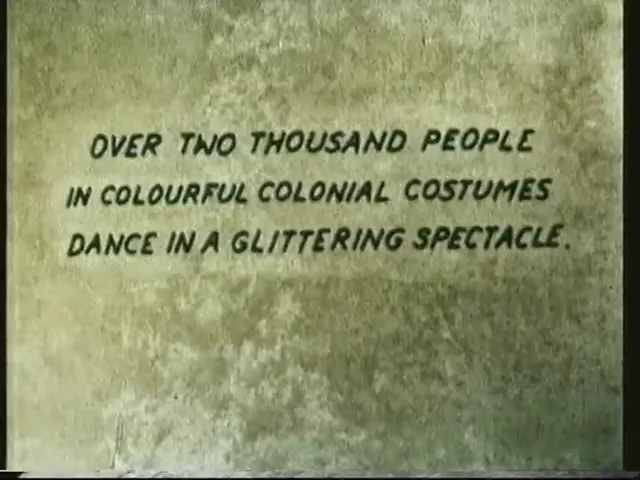 OVER TWO THOUSAND PEOPLE
IN COLOURFUL COLONIAL COSTUMES
DANCE IN A GLITTERING SPECTACLE.